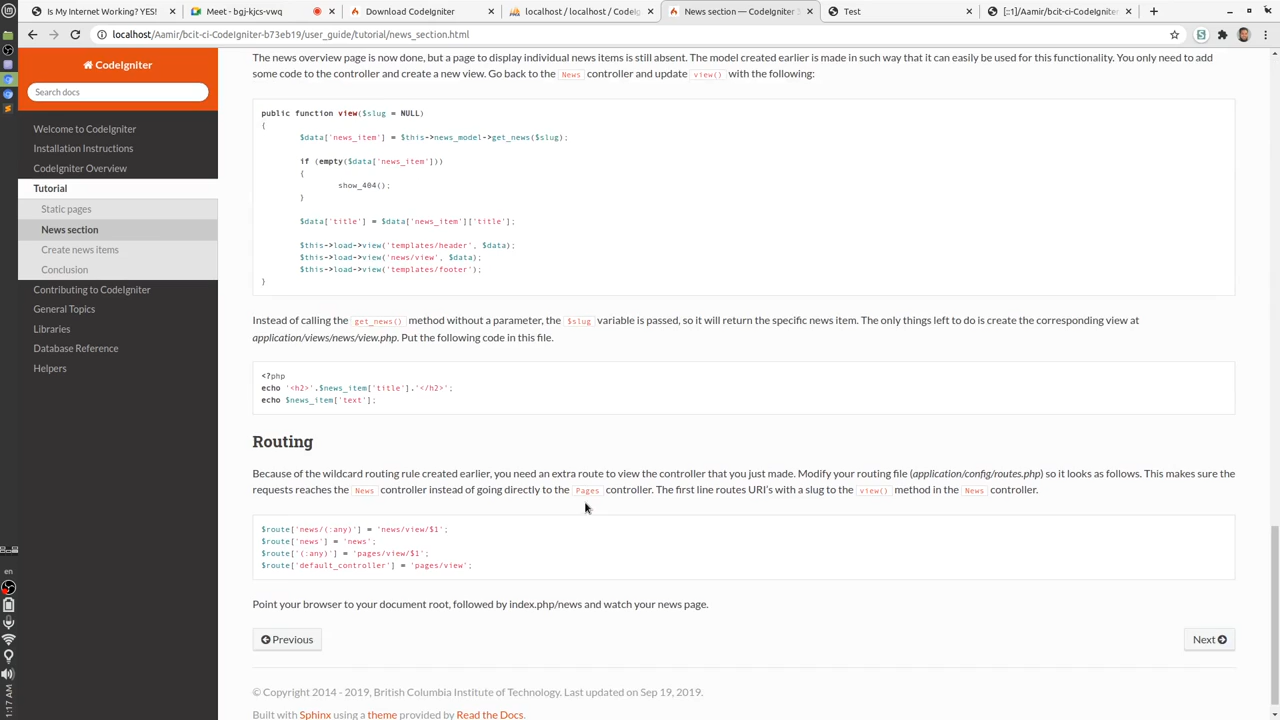 Is My Internet Working? YES!
Meet - bgj-kjcs-vwq
Download CodeIgniter
localhost / localhost / CodeIg
News section — CodeIgniter 3
Test
[::1]/Aamir/bcit-ci-CodeIgnite
localhost/Aamir/bcit-ci-CodeIgniter-b73eb19/user_guide/tutorial/news_section.html
CodeIgniter
Search docs
Welcome to CodeIgniter
Installation Instructions
CodeIgniter Overview
Tutorial
Static pages
News section
Create news items
Conclusion
Contributing to CodeIgniter
General Topics
Libraries
Database Reference
Helpers
en
1:17 AM
The news overview page is now done, but a page to display individual news items is still absent. The model created earlier is made in such way that it can easily be used for this functionality. You only need to add
some code to the controller and create a new view. Go back to the News controller and update view() with the following:
public function view($slug = NULL)
{
$data['news_item'] = $this->news_model->get_news($slug);
if (empty($data['news_item']))
{
show_404();
}
$data['title'] = $data['news_item']['title'];
$this->load->view('templates/header', $data);
$this->load->view('news/view', $data);
$this->load->view('templates/footer');
}
Instead of calling the get_news() method without a parameter, the $slug variable is passed, so it will return the specific news item. The only things left to do is create the corresponding view at
application/views/news/view.php. Put the following code in this file.
<?php
echo '<h2>'.$news_item['title'].'</h2>';
echo $news_item['text'];
Routing
Because of the wildcard routing rule created earlier, you need an extra route to view the controller that you just made. Modify your routing file (application/config/routes.php) so it looks as follows. This makes sure the
requests reaches the News controller instead of going directly to the Pages controller. The first line routes URI's with a slug to the view() method in the News controller.
$route['news/(:any)'] = 'news/view/$1';
$route['news'] = 'news';
$route['(:any)'] = 'pages/view/$1';
$route['default_controller'] = 'pages/view';
Point your browser to your document root, followed by index.php/news and watch your news page.
Previous
Next
© Copyright 2014 - 2019, British Columbia Institute of Technology. Last updated on Sep 19, 2019.
Built with Sphinx using a theme provided by Read the Docs.